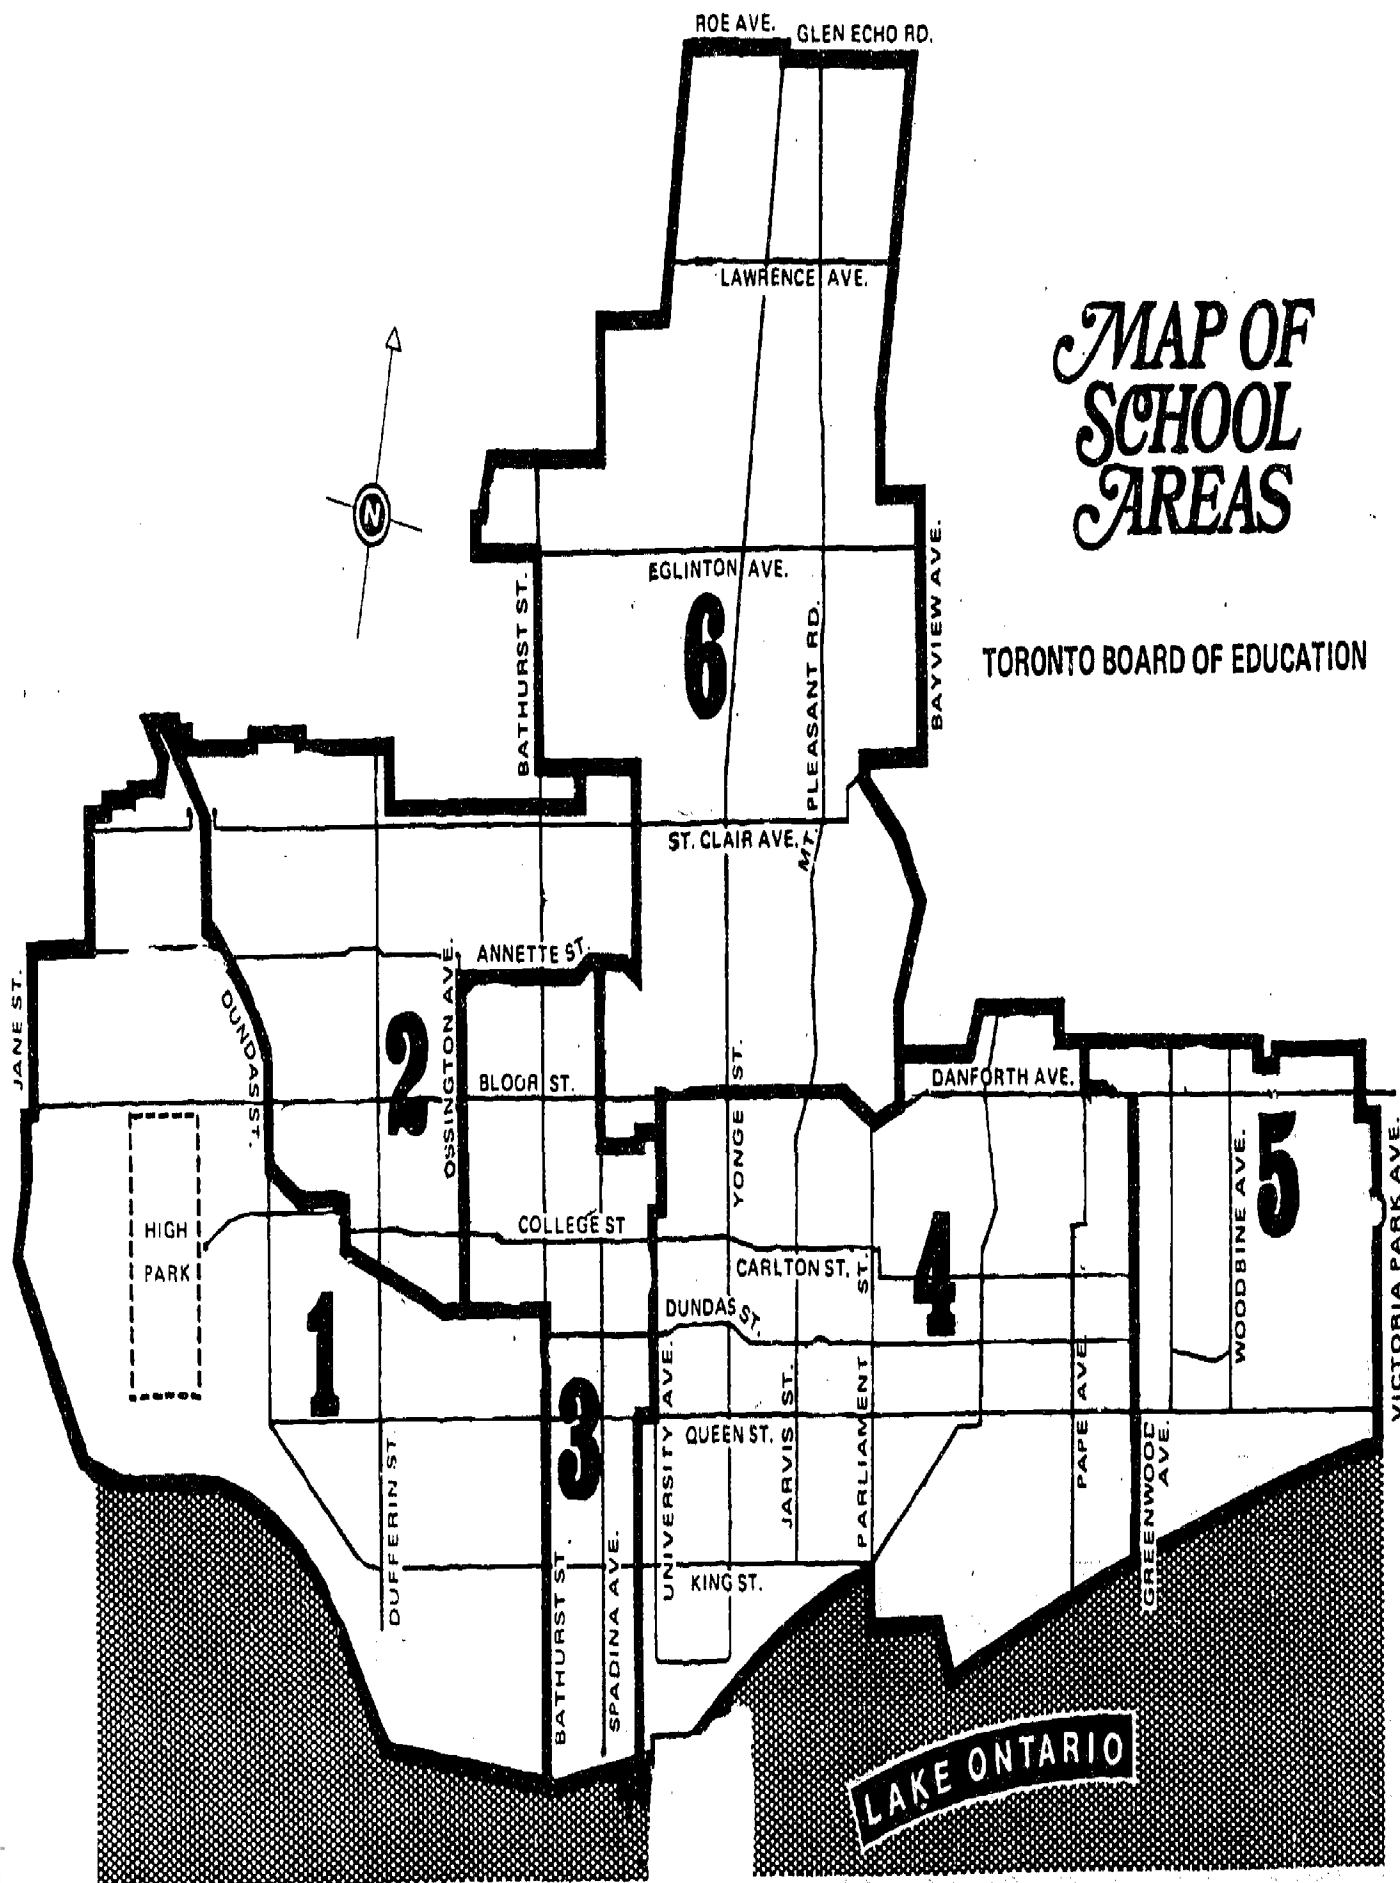 ROE AVE.
GLEN ECHO RD.
LAWRENCE AVE.
MAP OF
SCHOOL
AREAS
N
EGLINTON AVE.
BATHURST ST.
6
MT. PLEASANT RD.
BAYVIEW AVE.
TORONTO BOARD OF EDUCATION
ST. CLAIR AVE.
ANNETTE ST.
JANE ST.
DUNDAS ST.
2
OSSINGTON AVE.
BLOOR ST.
YONGE ST.
DANFORTH AVE.
5
WOODBINE AVE.
VICTORIA PARK AVE.
HIGH
PARK
COLLEGE ST
CARLTON ST.
4
1
DUNDAS ST.
3
UNIVERSITY AVE.
QUEEN ST.
JARVIS ST.
PARLIAMENT ST.
PAPE AVE.
GREENWOOD
AVE.
DUFFERIN ST.
BATHURST ST.
SPADINA AVE.
KING ST.
LAKE ONTARIO